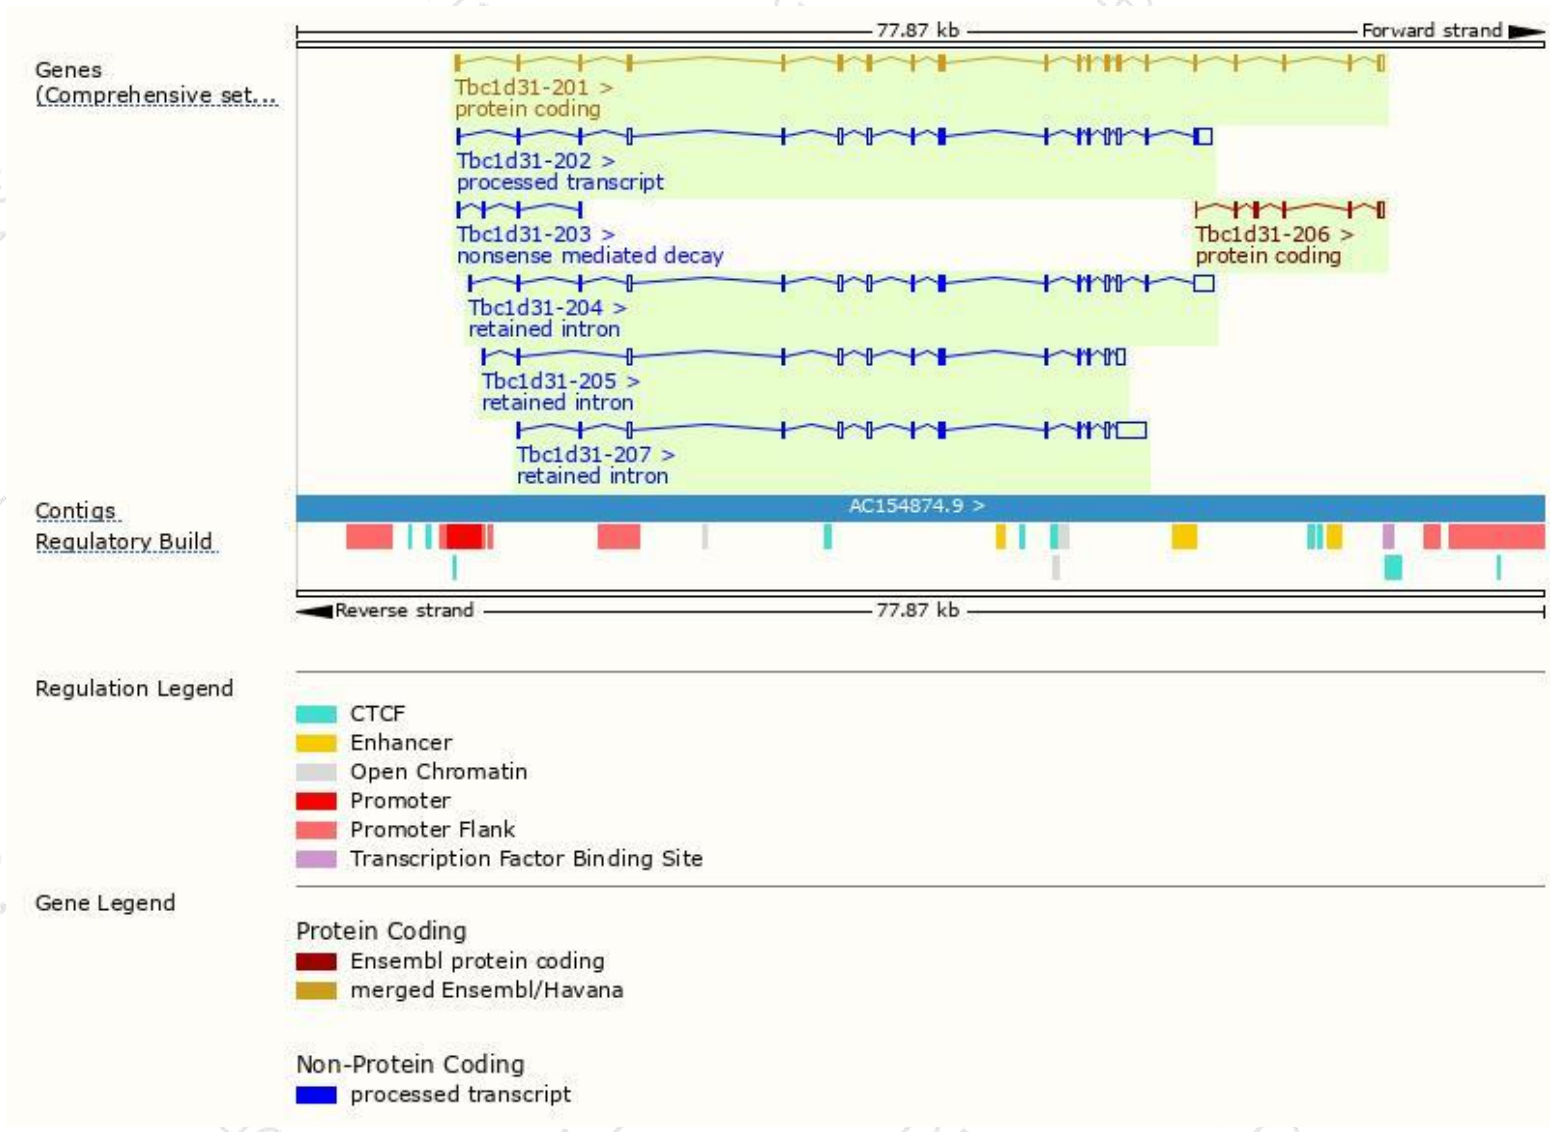 77.87 kb
Forward strand
Genes
(Comprehensive set...
Tbc1d31-201 >
protein coding
Tbc1d31-202 >
processed transcript
Tbc1d31-203 >
nonsense mediated decay
Tbc1d31-206 >
protein coding
Tbc1d31-204 >
retained intron
Tbc1d31-205 >
retained intron
Tbc1d31-207 >
retained intron
Contigs
AC154874.9 >
Regulatory Build
Reverse strand
77.87 kb
Regulation Legend
CTCF
Enhancer
Open Chromatin
Promoter
Promoter Flank
Transcription Factor Binding Site
Gene Legend
Protein Coding
Ensembl protein coding
merged Ensembl/Havana
Non-Protein Coding
processed transcript